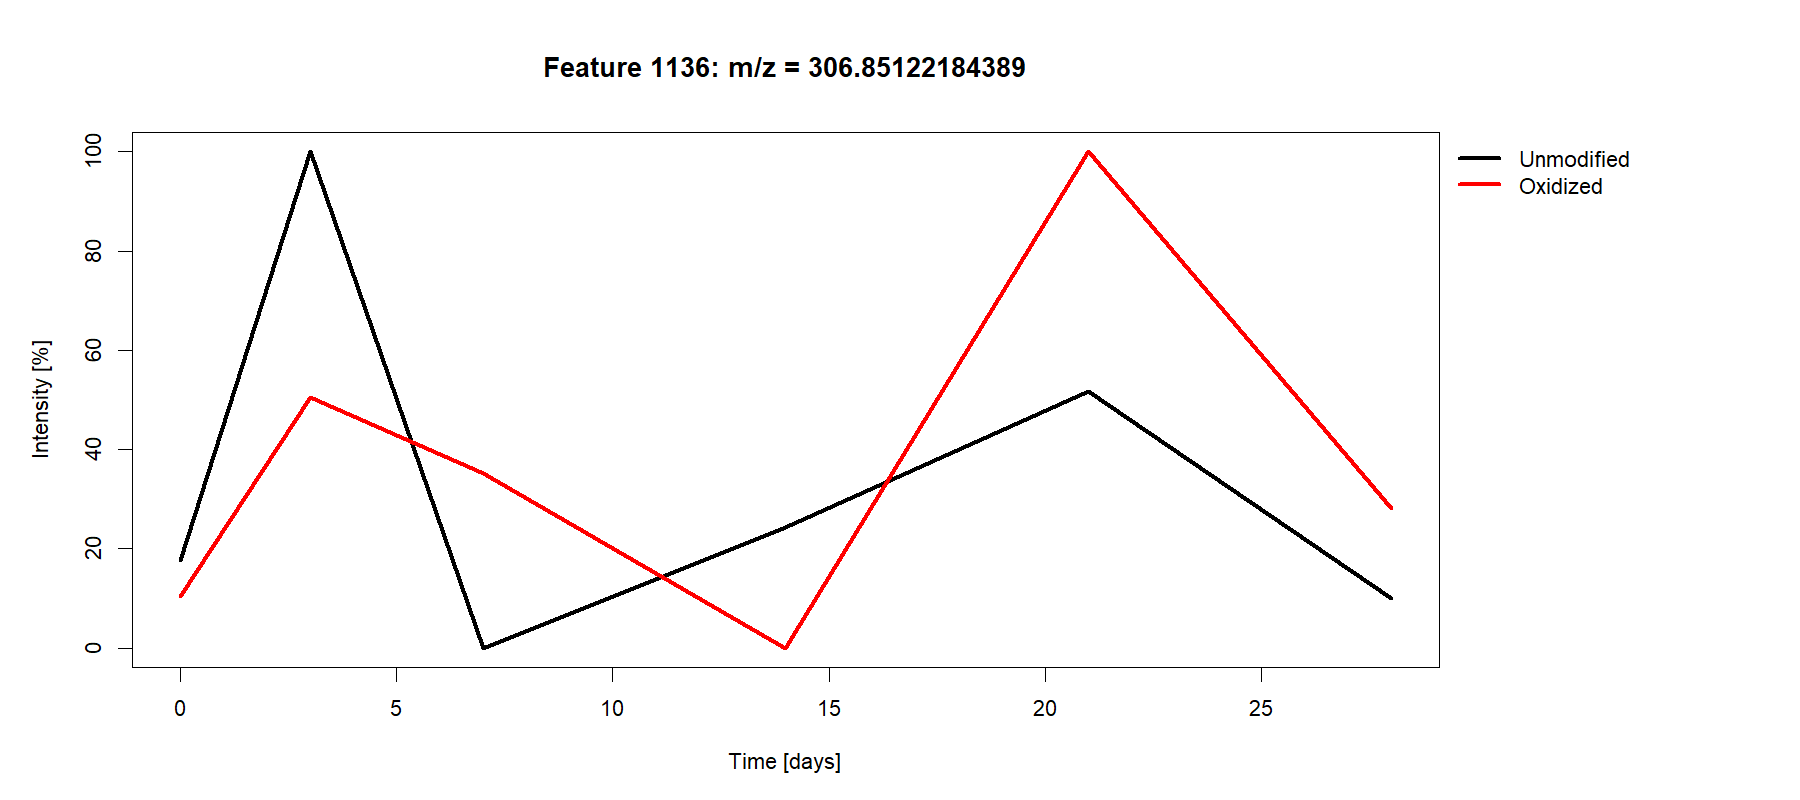 Feature 1136: m/z = 306.85122184389
Unmodified
Oxidized
Intensity [%]
100
80
60
40
20
0
0 5 10 15 20 25
Time [days]